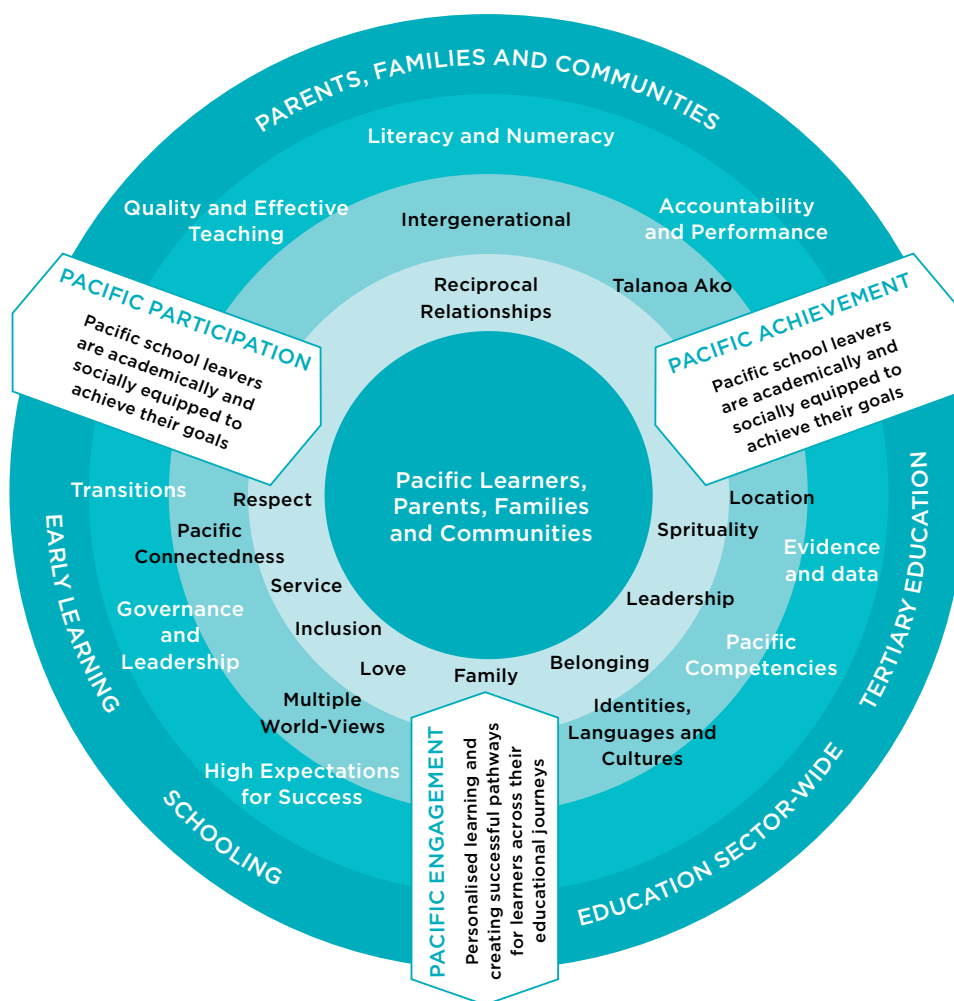 PARENTS, FAMILIES AND COMMUNITIES
Literacy and Numeracy
Quality and Effective
Teaching
Accountability
and Performance
Intergenerational
Talanoa Ako
Reciprocal
Relationships
PACIFIC PARTICIPATION
Pacific school leavers
are academically and
socially equipped to
achieve their goals
PACIFIC ACHIEVEMENT
Pacific school leavers
are academically and
socially equipped to
achieve their goals
Pacific Learners,
Parents, Families
and Communities
Transitions
Respect
Location
Pacific
Connectedness
Sprituality
Evidence
and data
Service
Leadership
Governance
and
Leadership
Inclusion
Pacific
Competencies
Love
Family
Belonging
Multiple
World-Views
Identities,
Languages and
Cultures
High Expectations
for Success
EARLY LEARNING
SCHOOLING
PACIFIC ENGAGEMENT
Personalised learning and
creating successful pathways
for learners across their
educational journeys
EDUCATION SECTOR-WIDE
TERTIARY EDUCATION